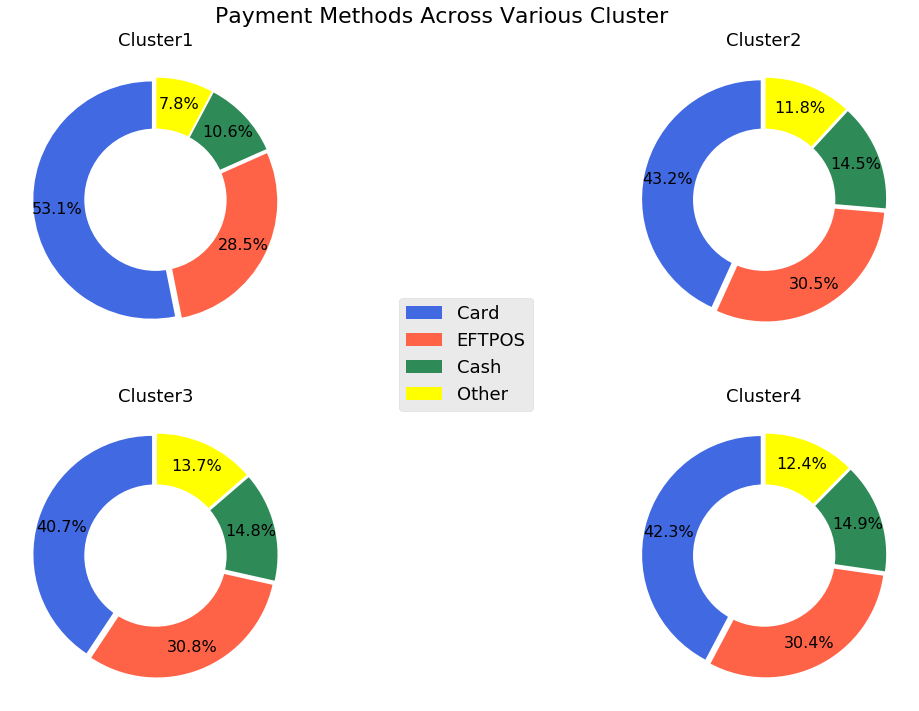 Payment Methods Across Various Cluster
Cluster1
7.8%
10.6%
53.1%
28.5%
Cluster2
11.8%
14.5%
43.2%
30.5%
Card
EFTPOS
Cash
Other
Cluster3
13.7%
14.8%
40.7%
30.8%
Cluster4
12.4%
14.9%
42.3%
30.4%